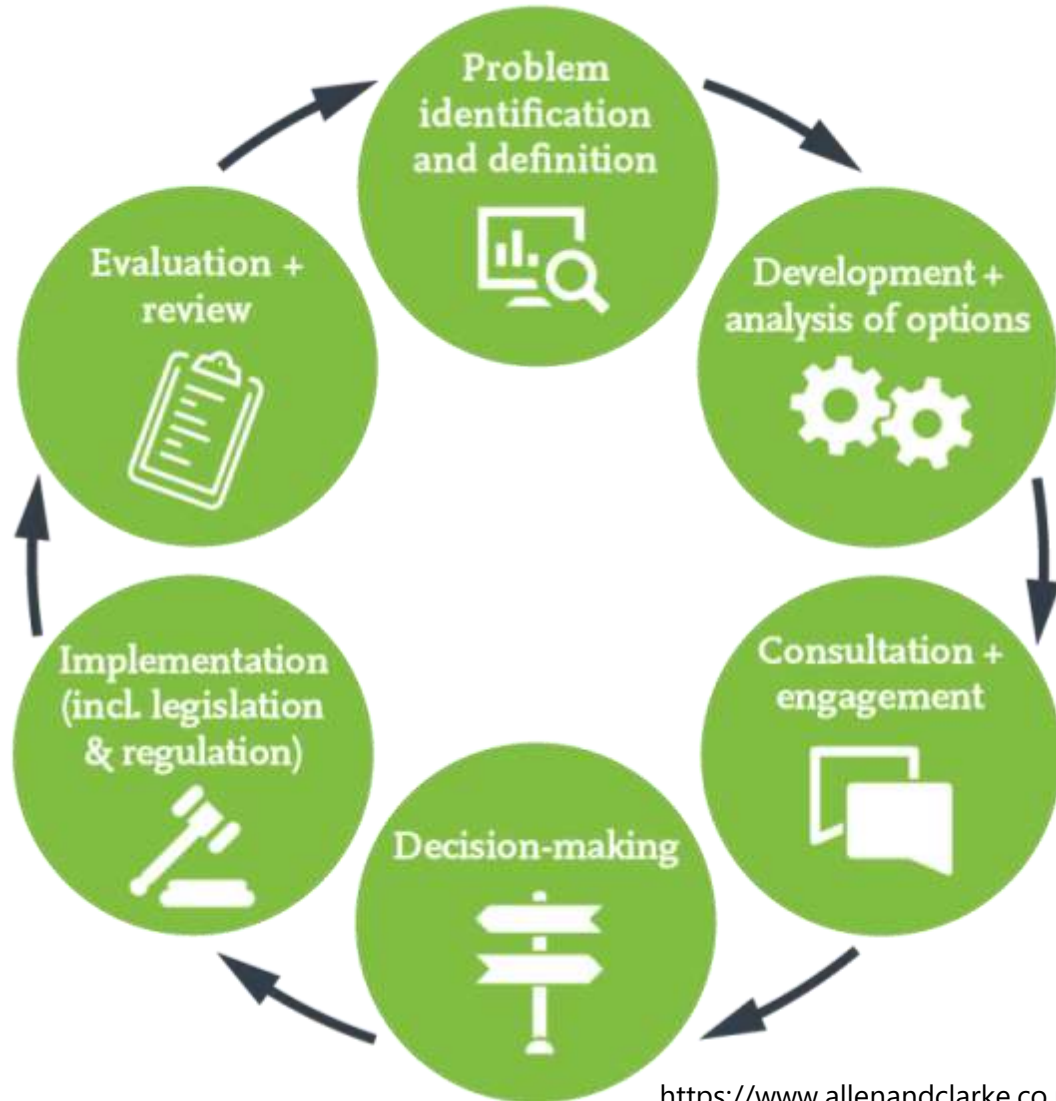 Problem
identification
and definition
Development +
analysis of options
Consultation +
engagement
Decision-making
Implementation
(incl. legislation
& regulation)
Evaluation +
review
https://www.allenandclarke.co